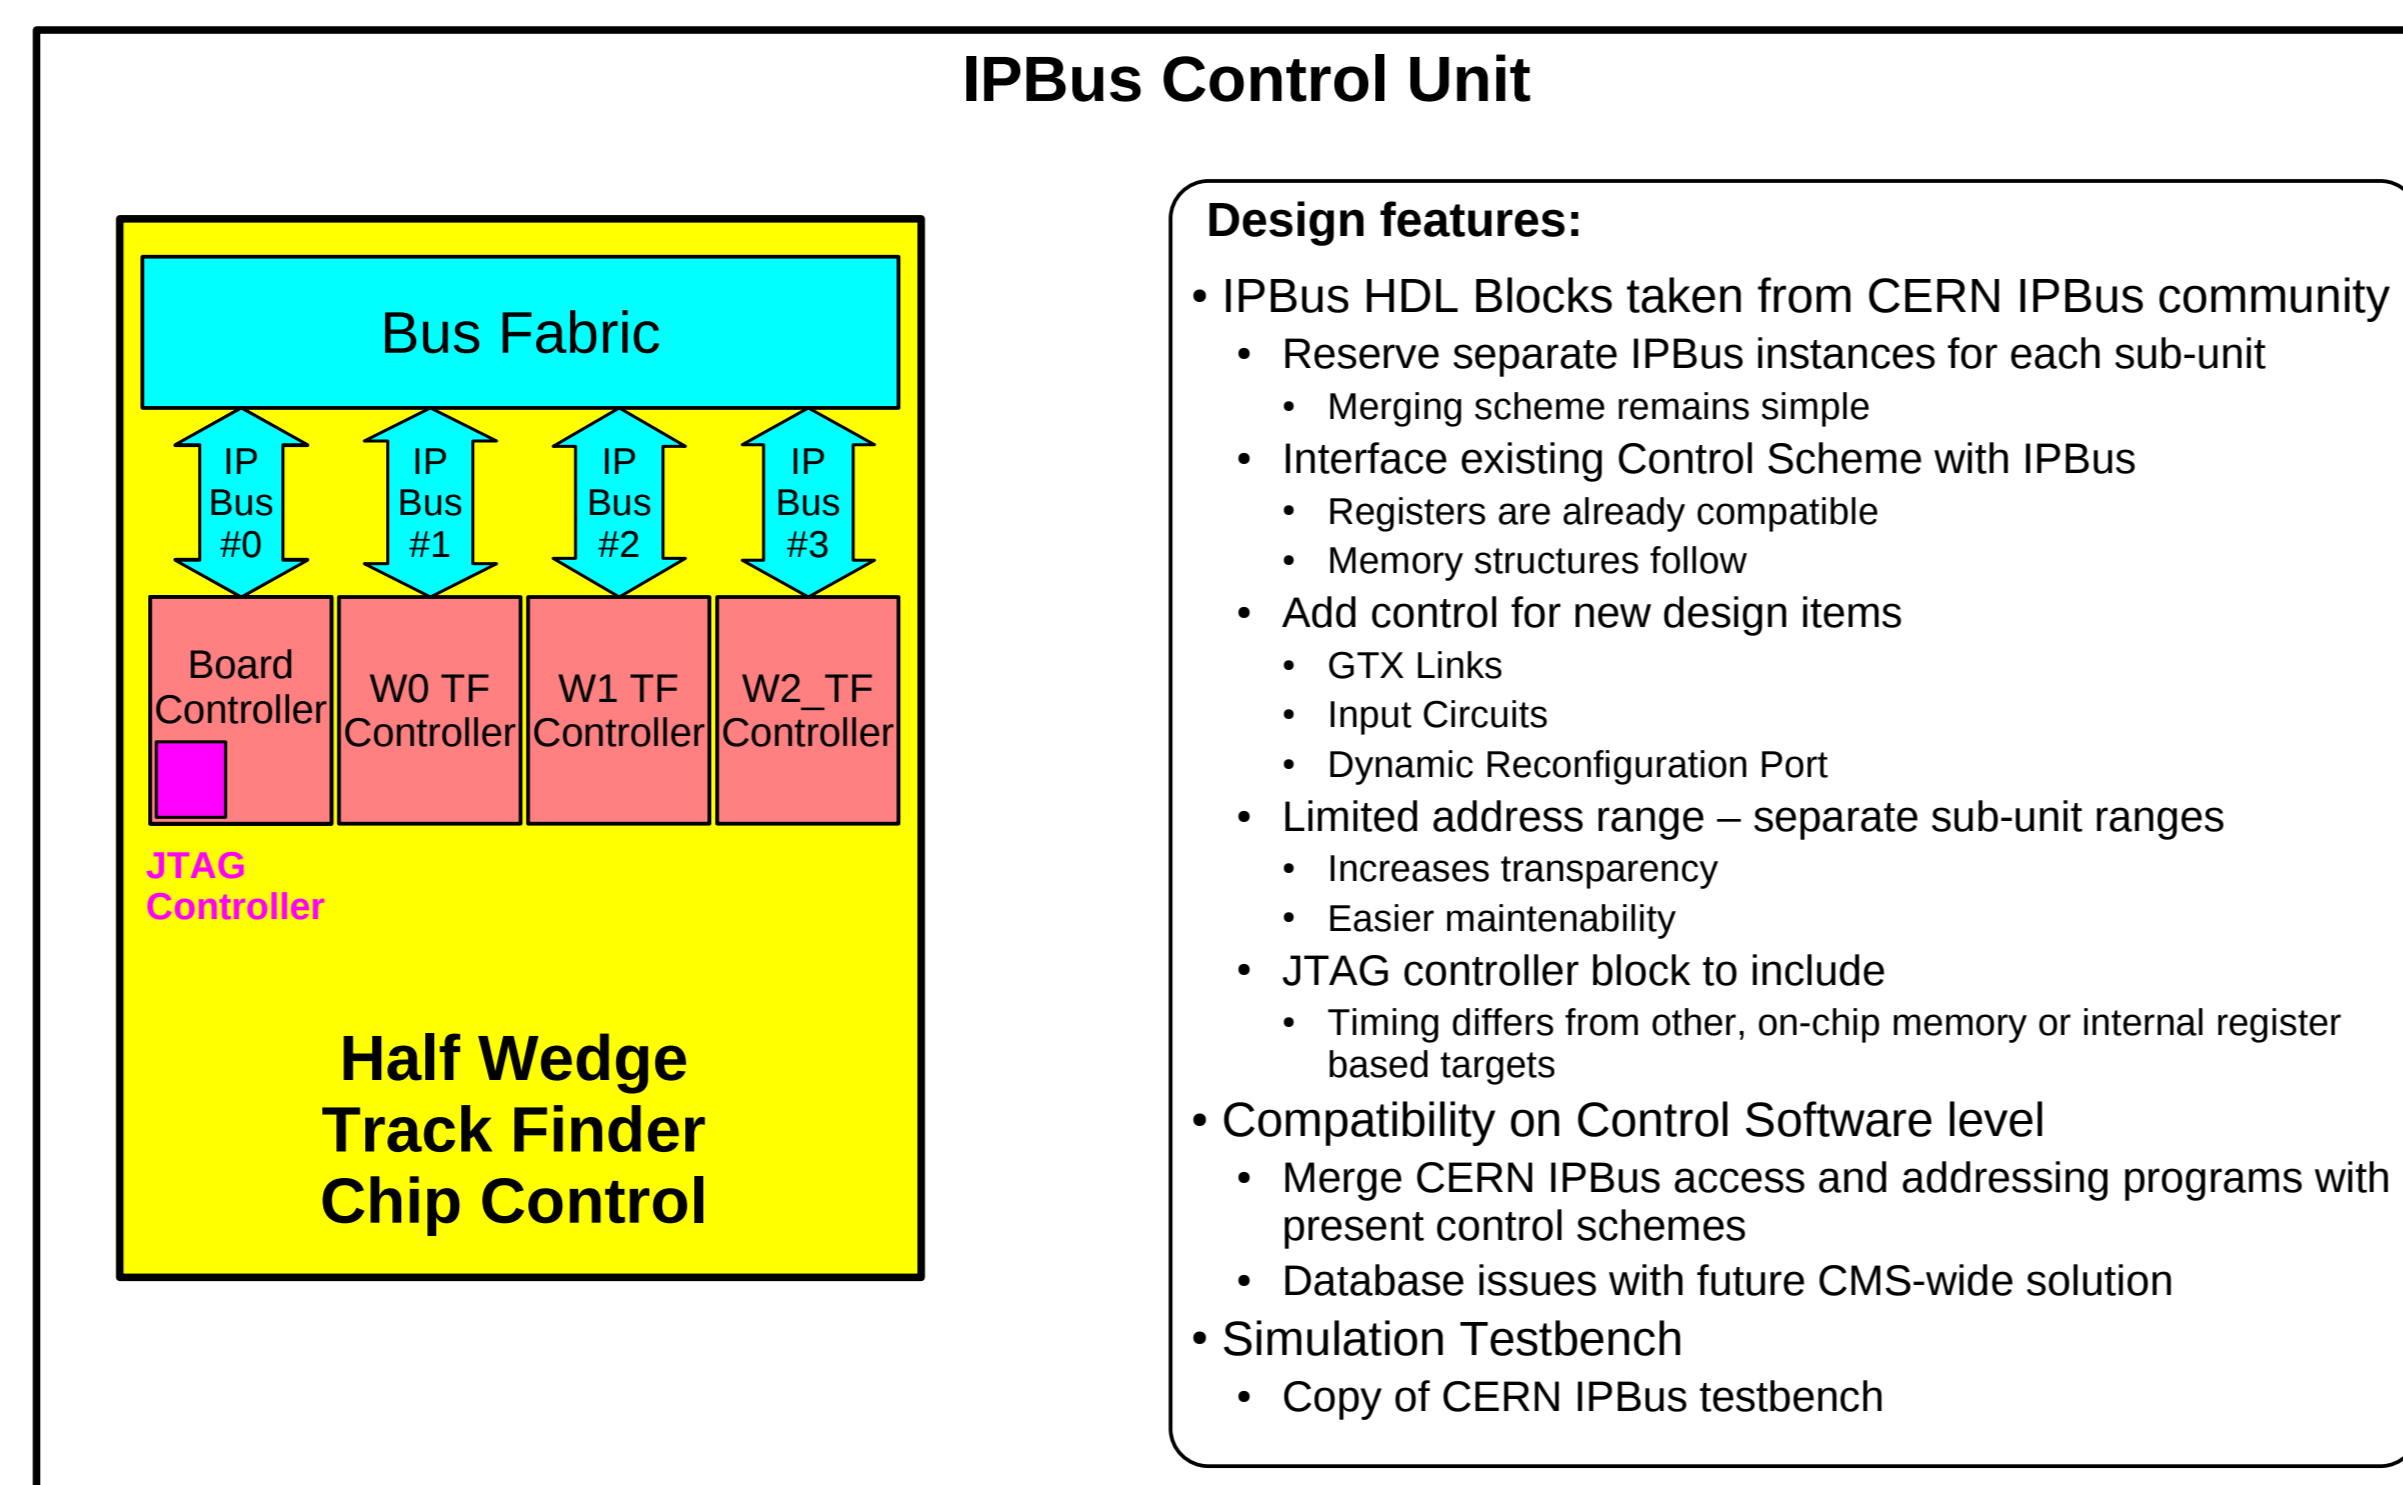 IPBus Control Unit
Bus Fabric
IP
Bus
#0
IP
Bus
#1
IP
Bus
#2
IP
Bus
#3
Board
Controller
W0 TF
Controller
W1 TF
Controller
W2_TF
Controller
JTAG
Controller
Half Wedge
Track Finder
Chip Control
Design features:
• IPBus HDL Blocks taken from CERN IPBus community
• Reserve separate IPBus instances for each sub-unit
• Merging scheme remains simple
• Interface existing Control Scheme with IPBus
• Registers are already compatible
• Memory structures follow
• Add control for new design items
• GTX Links
• Input Circuits
• Dynamic Reconfiguration Port
• Limited address range – separate sub-unit ranges
• Increases transparency
• Easier maintenability
• JTAG controller block to include
• Timing differs from other, on-chip memory or internal register
based targets
• Compatibility on Control Software level
• Merge CERN IPBus access and addressing programs with
present control schemes
• Database issues with future CMS-wide solution
• Simulation Testbench
• Copy of CERN IPBus testbench